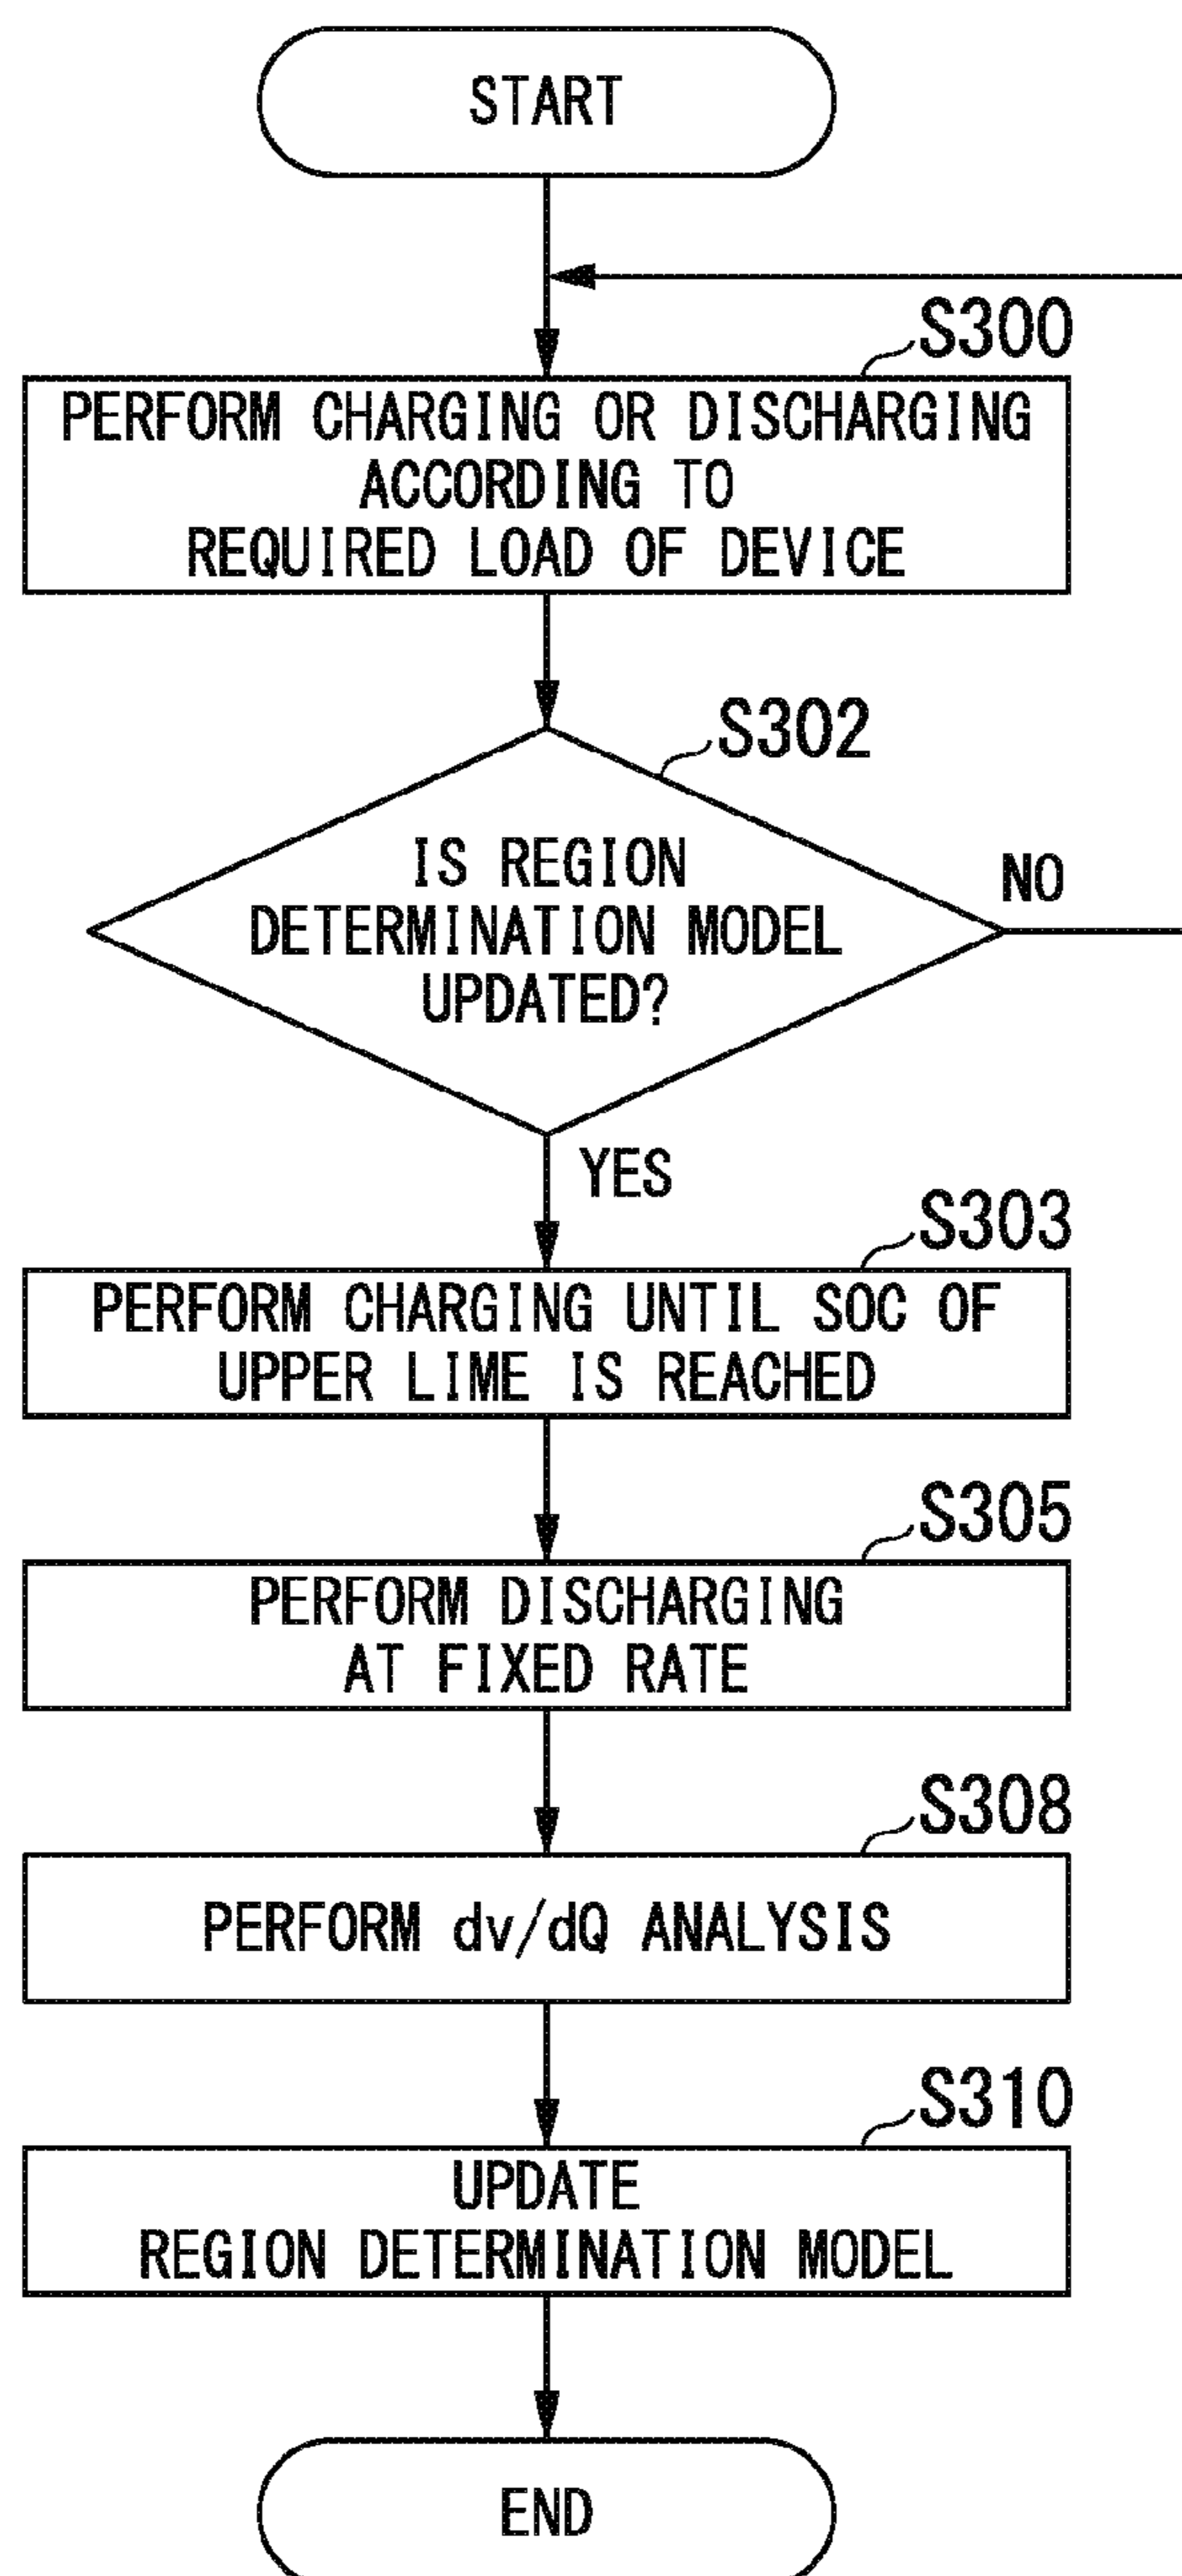 START
S300
PERFORM CHARGING OR DISCHARGING
ACCORDING TO
REQUIRED LOAD OF DEVICE
S302
IS REGION
DETERMINATION MODEL
UPDATED?
NO
YES
S303
PERFORM CHARGING UNTIL SOC OF
UPPER LIME IS REACHED
S305
PERFORM DISCHARGING
AT FIXED RATE
S308
PERFORM dv/dQ ANALYSIS
S310
UPDATE
REGION DETERMINATION MODEL
END